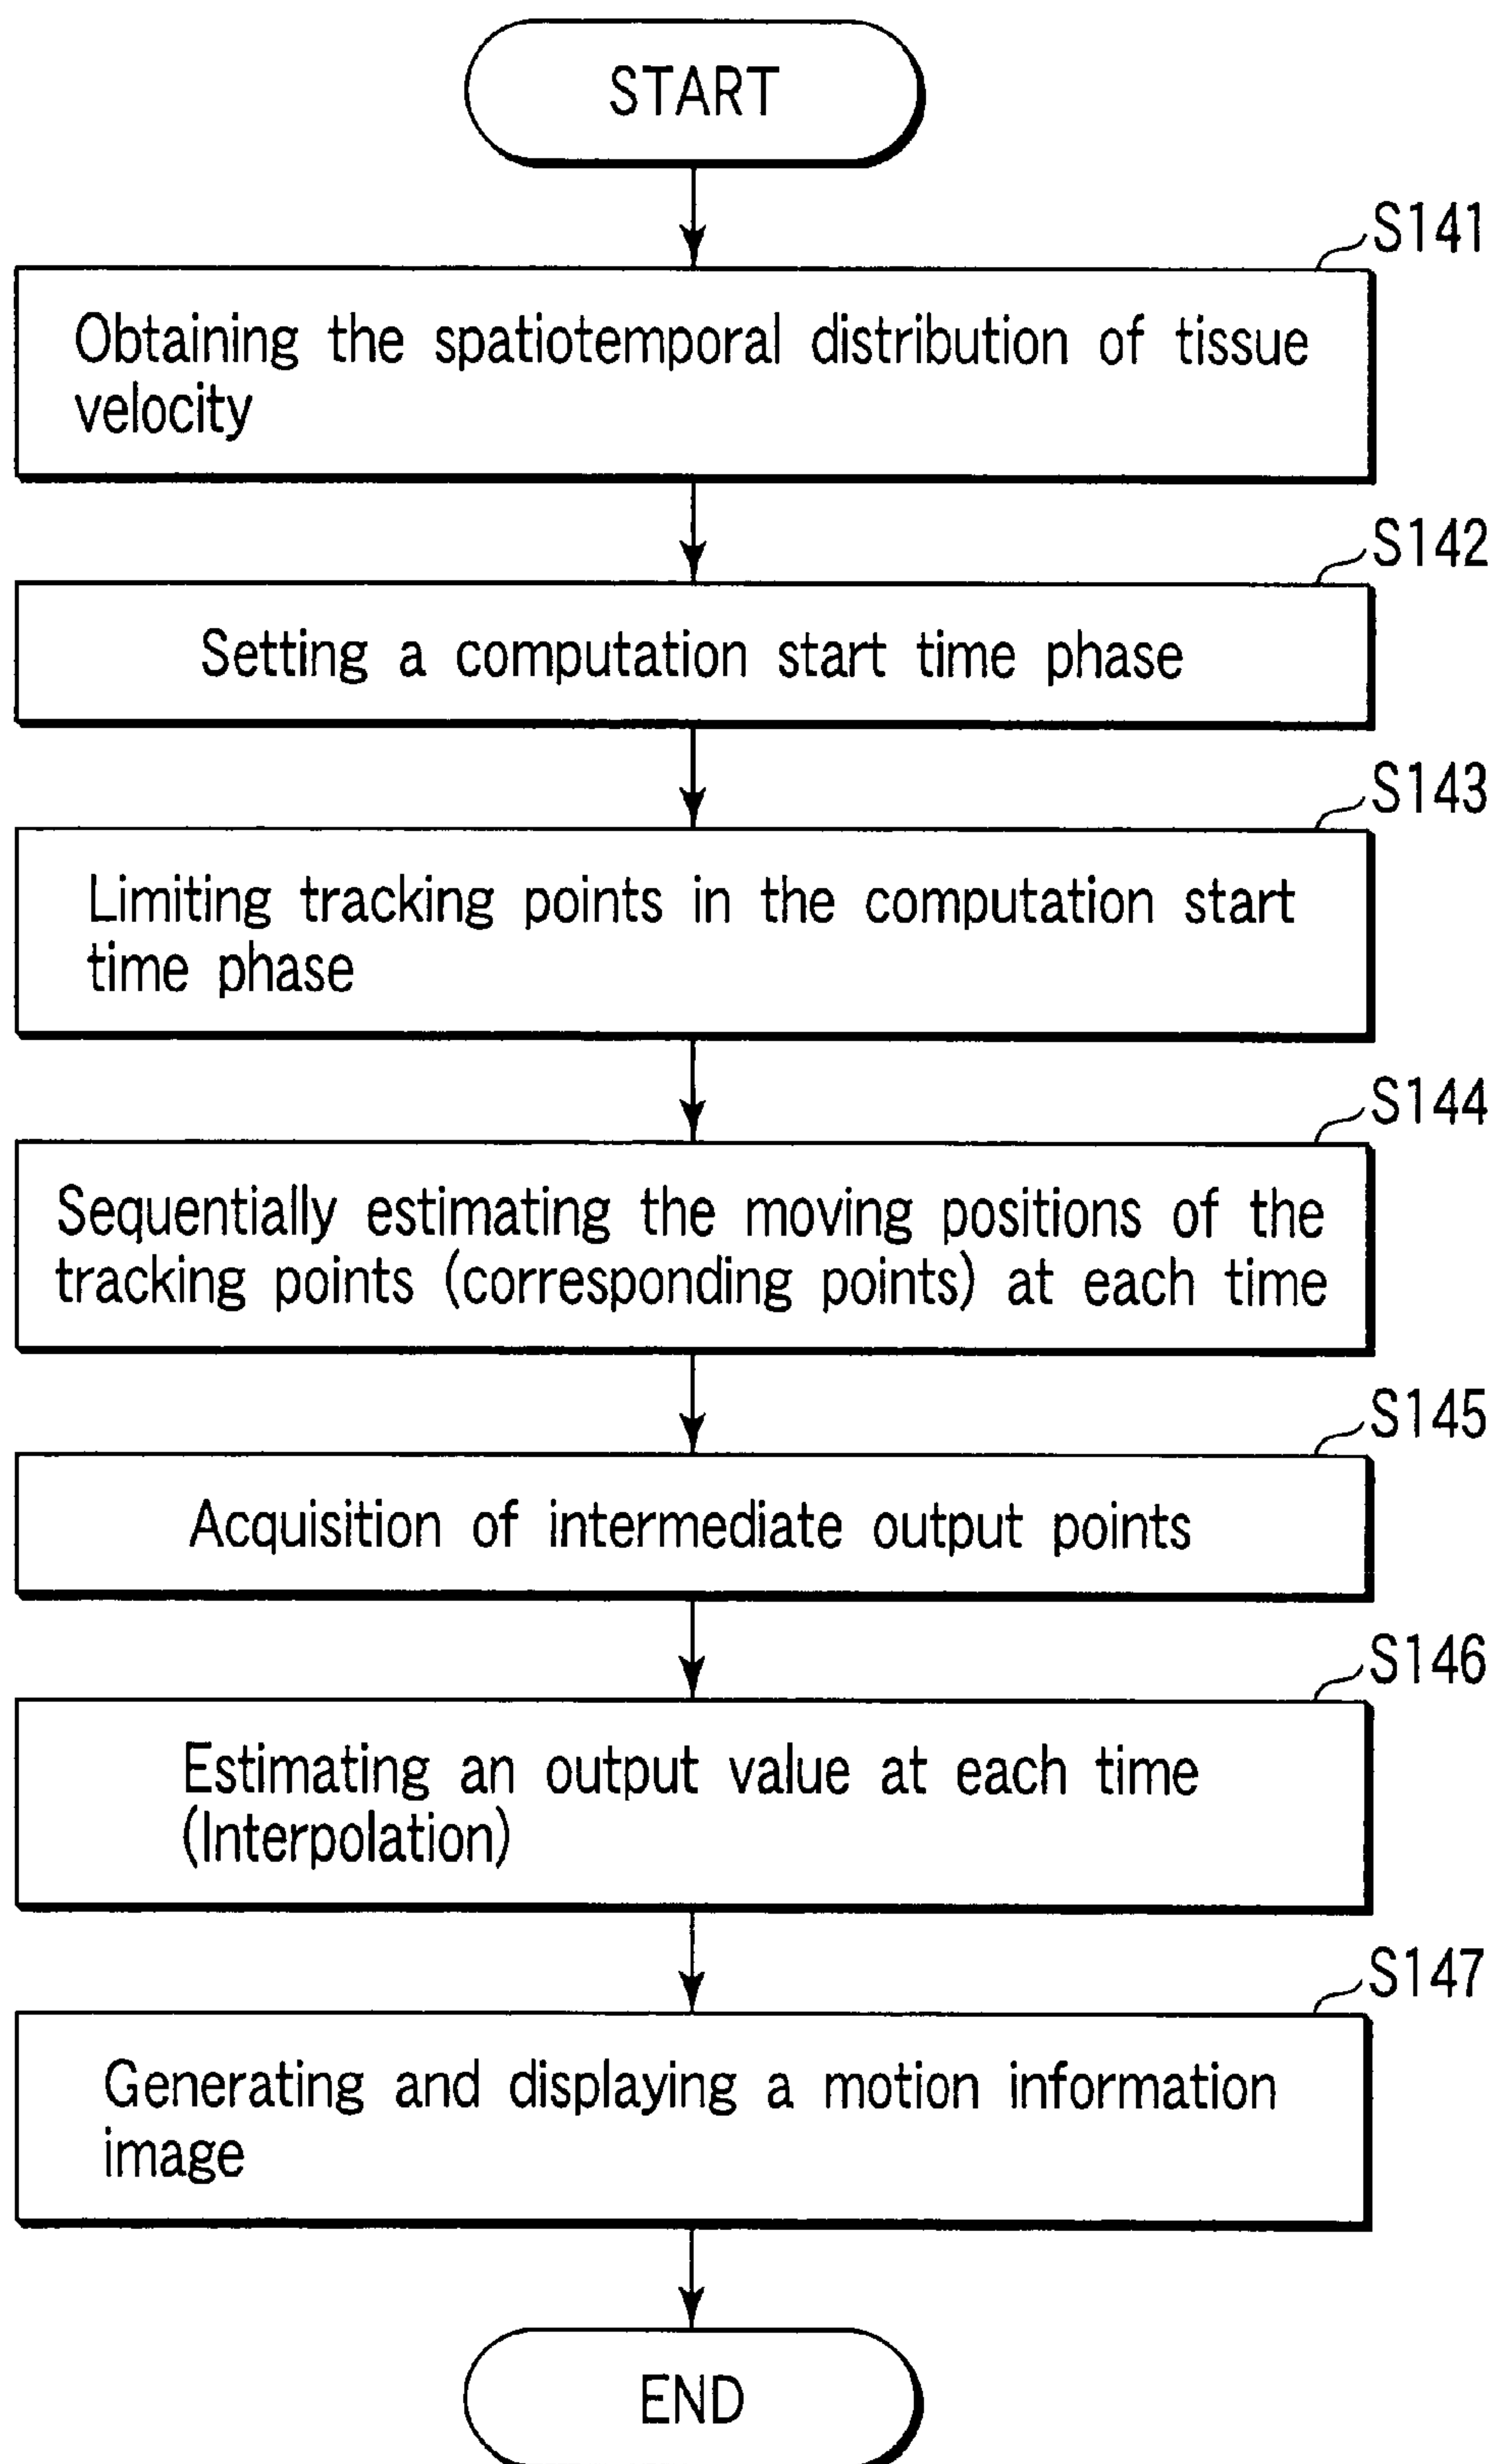 START
S141
Obtaining the spatiotemporal distribution of tissue
velocity
S142
Setting a computation start time phase
S143
Limiting tracking points in the computation start
time phase
S144
Sequentially estimating the moving positions of the
tracking points (corresponding points) at each time
S145
Acquisition of intermediate output points
S146
Estimating an output value at each time
(Interpolation)
S147
Generating and displaying a motion information
image
END